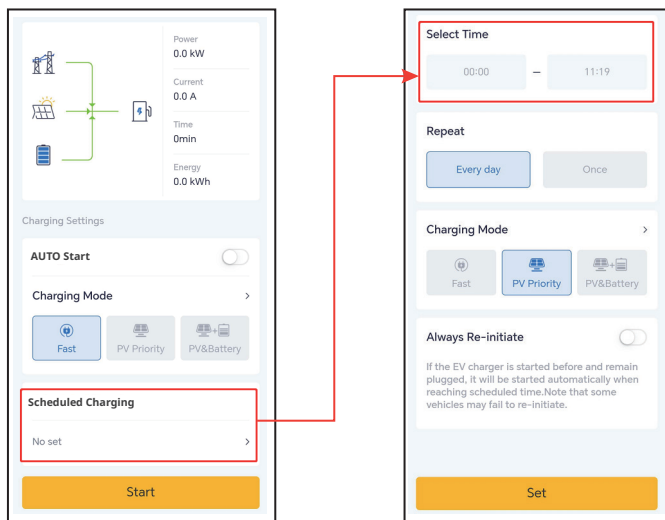 Power
0.0 kW
Current
0.0 A
Time
0min
Energy
0.0 kWh
Charging Settings
AUTO Start
Charging Mode
Fast
PV Priority
PV&Battery
Scheduled Charging
No set
Start
Select Time
00:00 – 11:19
Repeat
Every day
Once
Charging Mode
Fast
PV Priority
PV&Battery
Always Re-initiate
If the EV charger is started before and remain
plugged, it will be started automatically when
reaching scheduled time.Note that some
vehicles may fail to re-initiate.
Set